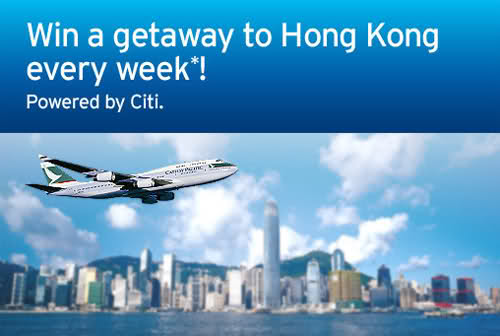 Win a getaway to Hong Kong
every week*!
Powered by Citi.
CATHAY PACIFIC